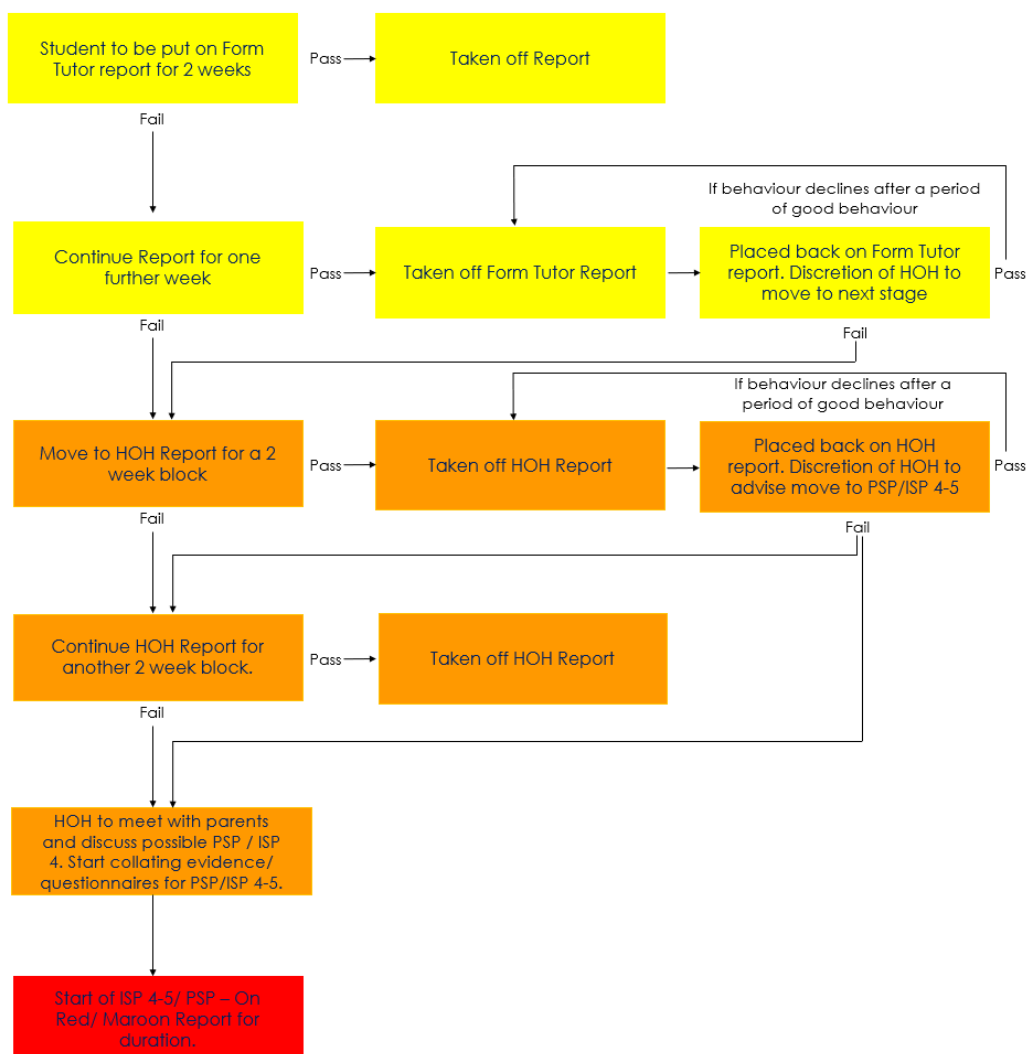 Student to be put on Form
Tutor report for 2 weeks
Pass
Taken off Report
Fail
If behaviour declines after a period
of good behaviour
Continue Report for one
further week
Pass
Taken off Form Tutor Report
Placed back on Form Tutor
report. Discretion of HOH to
move to next stage
Pass
Fail
Fail
If behaviour declines after a
period of good behaviour
Move to HOH Report for a 2
week block
Pass
Taken off HOH Report
Placed back on HOH
report. Discretion of HOH to
advise move to PSP/ISP 4-5
Pass
Fail
Fail
Continue HOH Report for
another 2 week block.
Pass
Taken off HOH Report
Fail
HOH to meet with parents
and discuss possible PSP / ISP
4. Start collating evidence/
questionnaires for PSP/ISP 4-5.
Start of ISP 4-5/ PSP – On
Red/ Maroon Report for
duration.